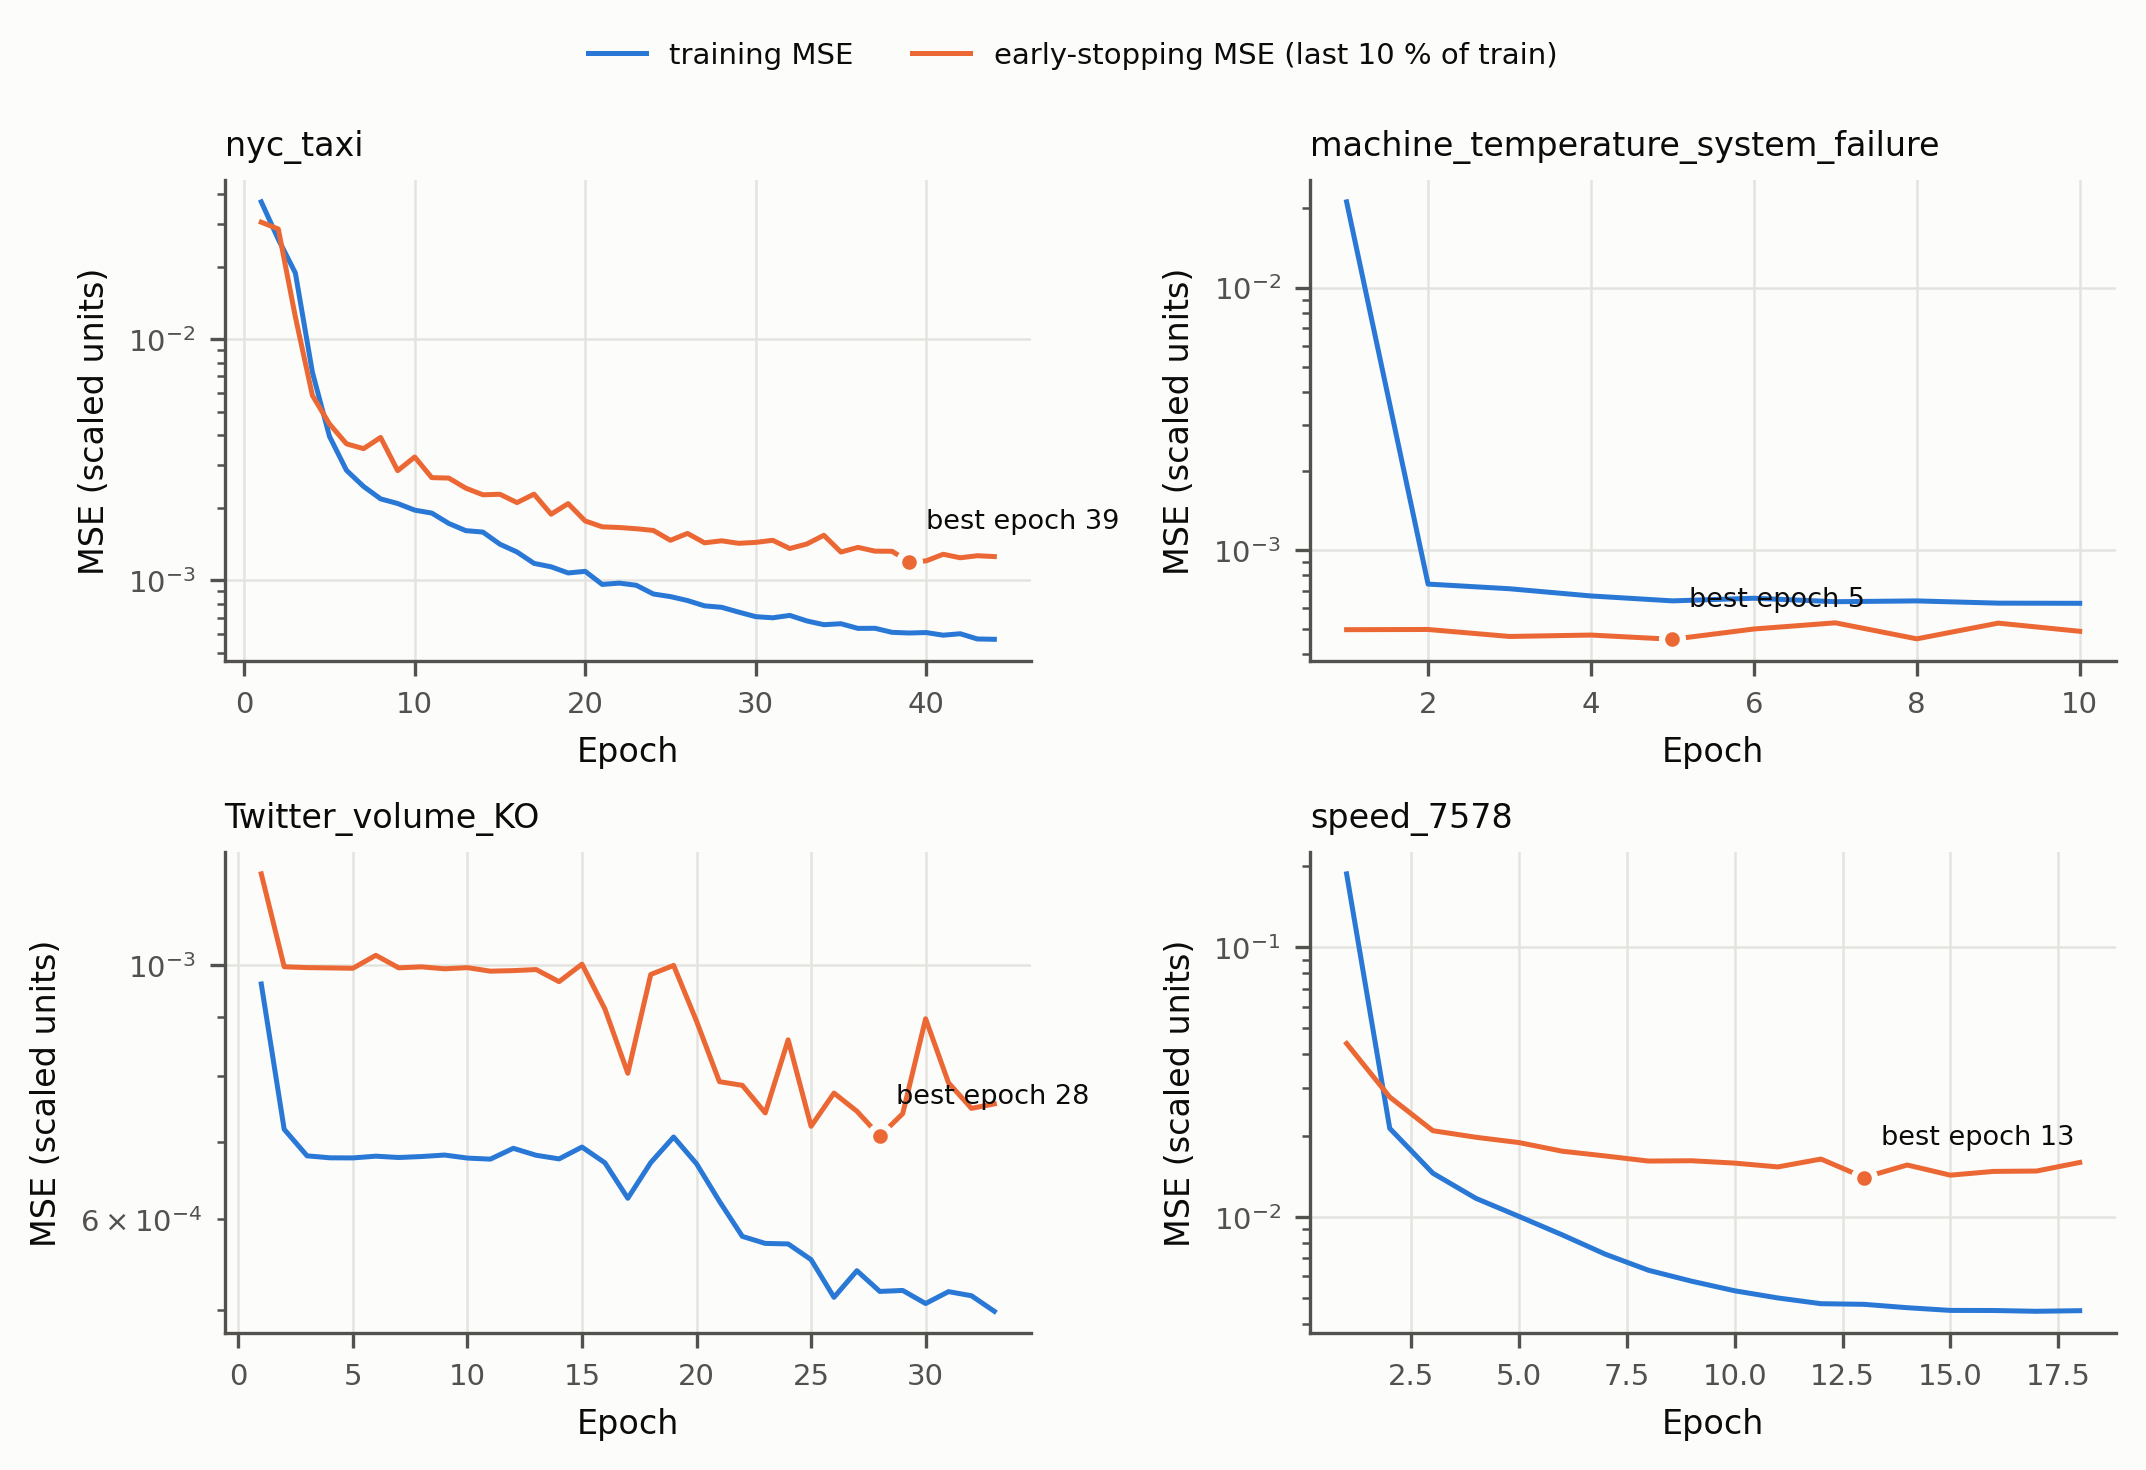 training MSE early-stopping MSE (last 10 % of train)
nyc_taxi
MSE (scaled units)
10⁻²
10⁻³
best epoch 39
0 10 20 30 40
Epoch
machine_temperature_system_failure
MSE (scaled units)
10⁻²
10⁻³
best epoch 5
2 4 6 8 10
Epoch
Twitter_volume_KO
MSE (scaled units)
10⁻³
6 × 10⁻⁴
best epoch 28
0 5 10 15 20 25 30
Epoch
speed_7578
MSE (scaled units)
10⁻¹
10⁻²
best epoch 13
2.5 5.0 7.5 10.0 12.5 15.0 17.5
Epoch